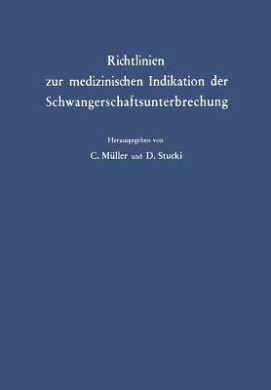 Richtlinien
zur medizinischen Indikation der
Schwangerschaftsunterbrechung
Herausgegeben von
C. Müller und D. Stucki